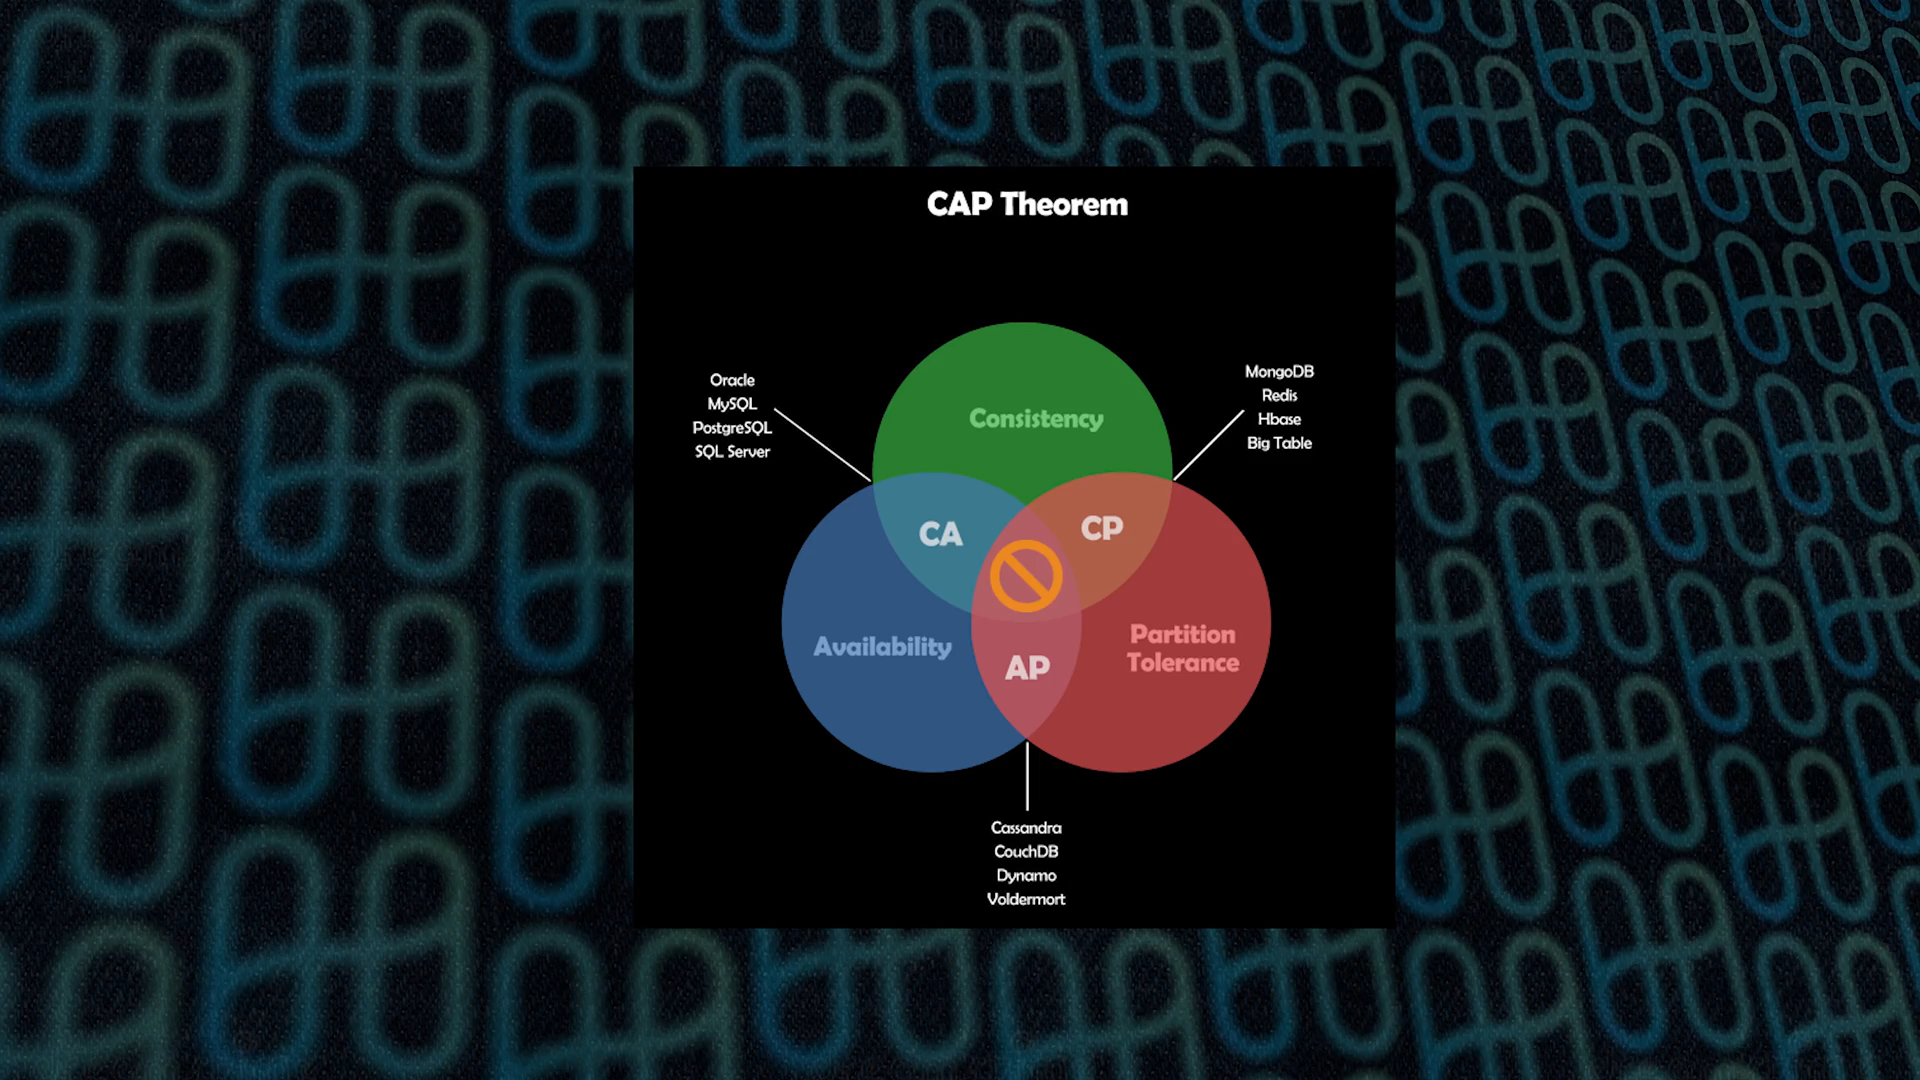 CAP Theorem
Oracle
MySQL
PostgreSQL
SQL Server
MongoDB
Redis
Hbase
Big Table
Consistency
CA
CP
Availability
Partition
Tolerance
AP
Cassandra
CouchDB
Dynamo
Voldermort